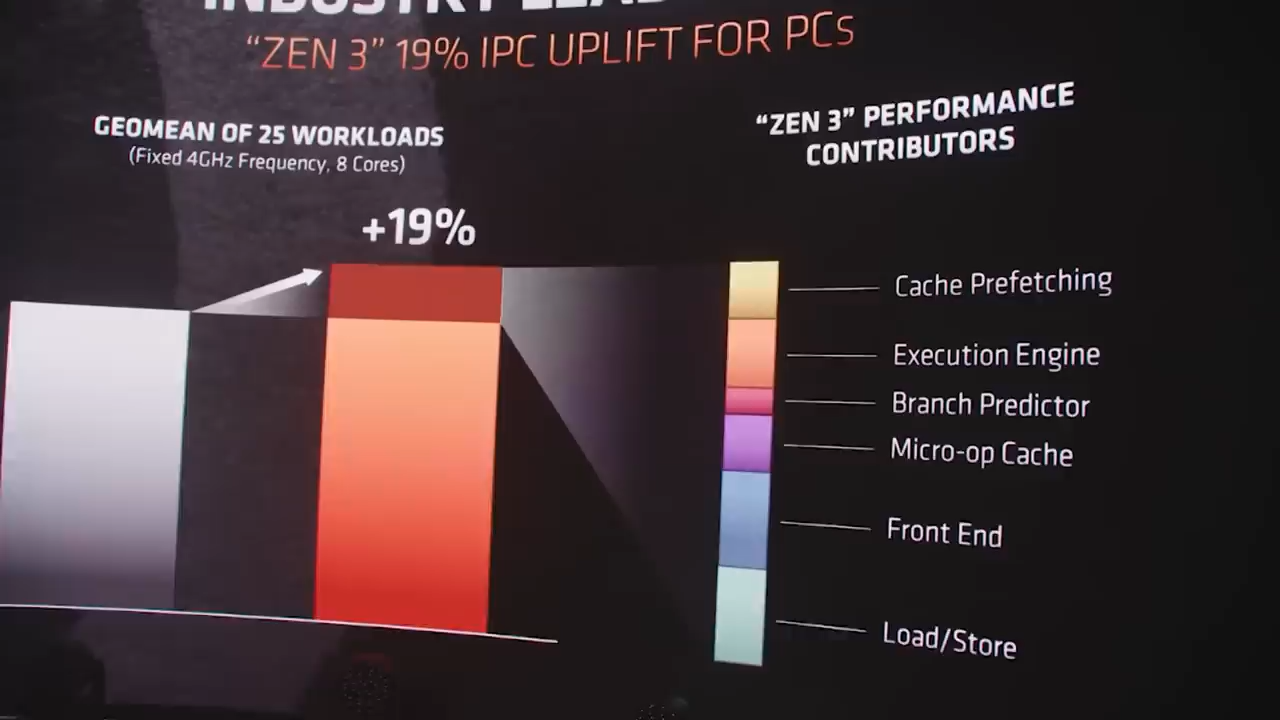 “ZEN 3” 19% IPC UPLIFT FOR PCs
GEOMEAN OF 25 WORKLOADS
(Fixed 4GHz Frequency, 8 Cores)
+19%
“ZEN 3” PERFORMANCE
CONTRIBUTORS
Cache Prefetching
Execution Engine
Branch Predictor
Micro-op Cache
Front End
Load/Store